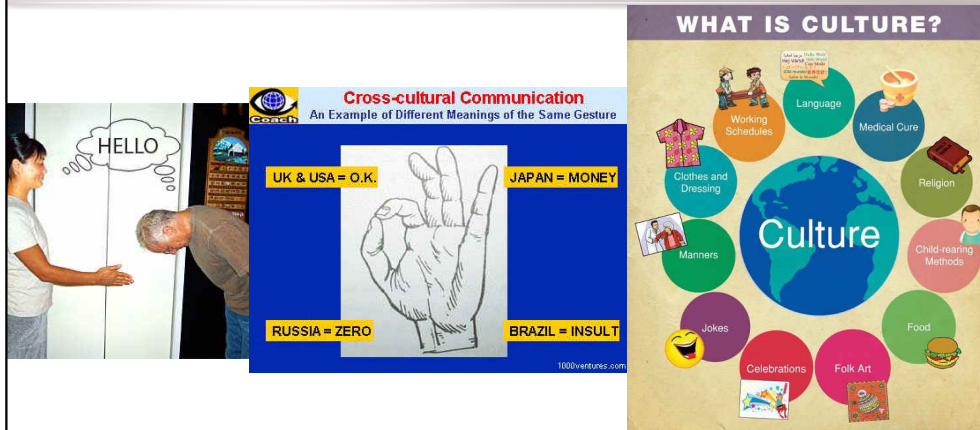 HELLO
Coach
Cross-cultural Communication
An Example of Different Meanings of the Same Gesture
UK & USA = O.K.
JAPAN = MONEY
RUSSIA = ZERO
BRAZIL = INSULT
1000ventures.com
WHAT IS CULTURE?
Language
Medical Cure
Religion
Child-rearing
Methods
Food
Folk Art
Celebrations
Jokes
Manners
Clothes and
Dressing
Working
Schedules
Culture